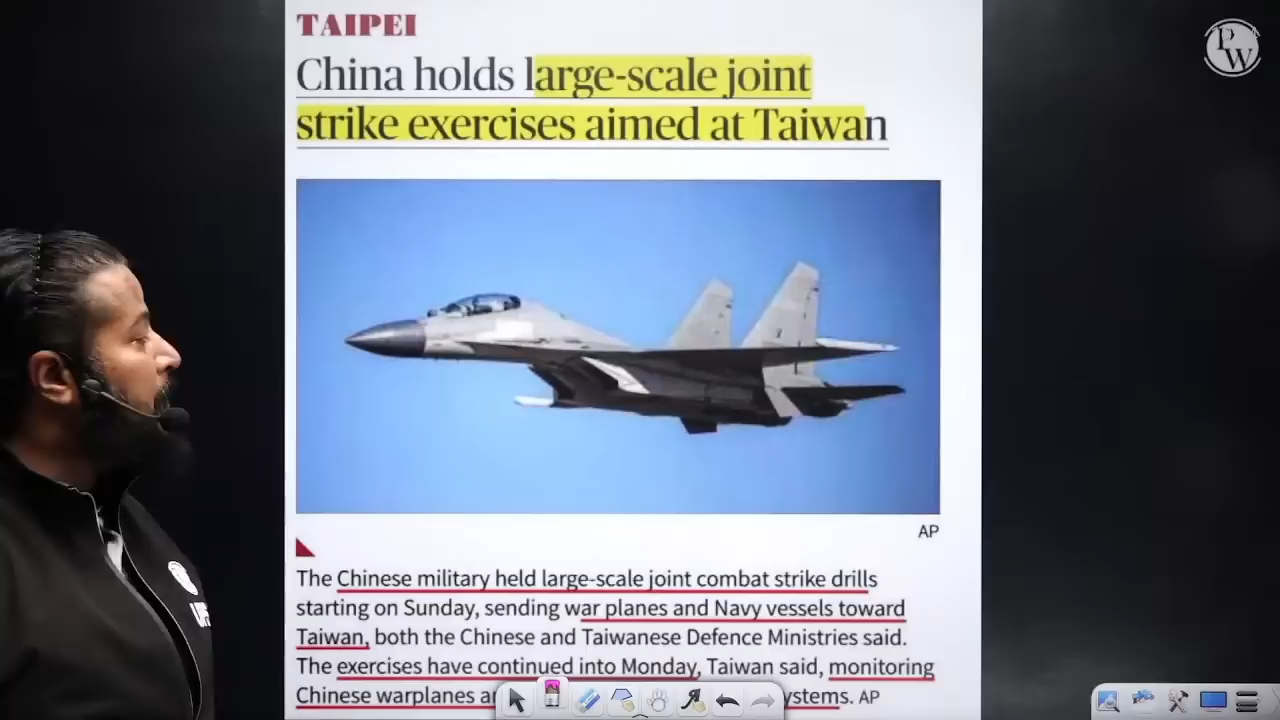 TAIPEI
PW
China holds large-scale joint
strike exercises aimed at Taiwan
AP
The Chinese military held large-scale joint combat strike drills
starting on Sunday, sending war planes and Navy vessels toward
Taiwan, both the Chinese and Taiwanese Defence Ministries said.
The exercises have continued into Monday, Taiwan said, monitoring
Chinese warplanes
AP